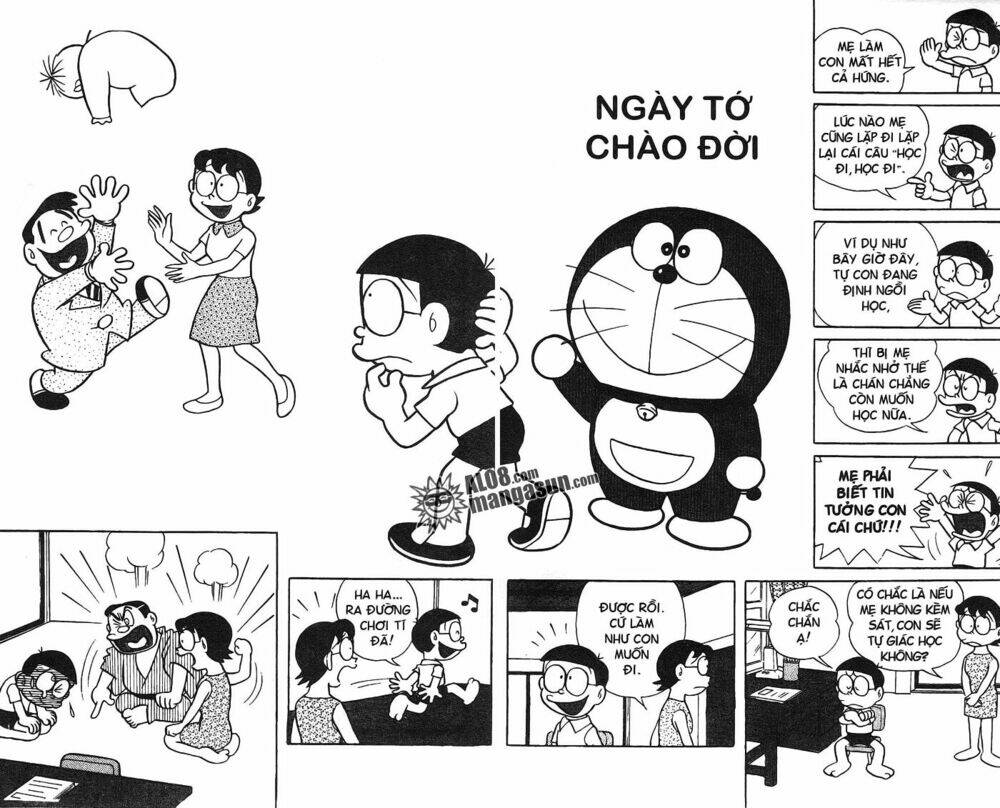 NGÀY TỚ
CHÀO ĐỜI
MẸ LÀM
CON MẤT HẾT
CẢ HỨNG.
LÚC NÀO MẸ
CŨNG LẶP ĐI LẶP
LẠI CÁI CÂU "HỌC
ĐI, HỌC ĐI".
VÍ DỤ NHƯ
BÂY GIỜ ĐÂY,
TỰ CON ĐANG
ĐỊNH NGỒI
HỌC,
THÌ BỊ MẸ
NHẮC NHỞ THẾ
LÀ CHÁN CHẲNG
CÒN MUỐN
HỌC NỮA.
MẸ PHẢI
BIẾT TIN
TƯỞNG CON
CÁI CHỨ!!!
CÓ CHẮC LÀ NẾU
MẸ KHÔNG KÈM
SÁT, CON SẼ
TỰ GIÁC HỌC
KHÔNG?
CHẮC
CHẮN
Ạ!
ĐƯỢC RỒI.
CỨ LÀM
NHƯ CON
MUỐN
ĐI.
HA HA...
RA ĐƯỜNG
CHƠI TÍ
ĐÃ!
ALO8.com
mangasun.com